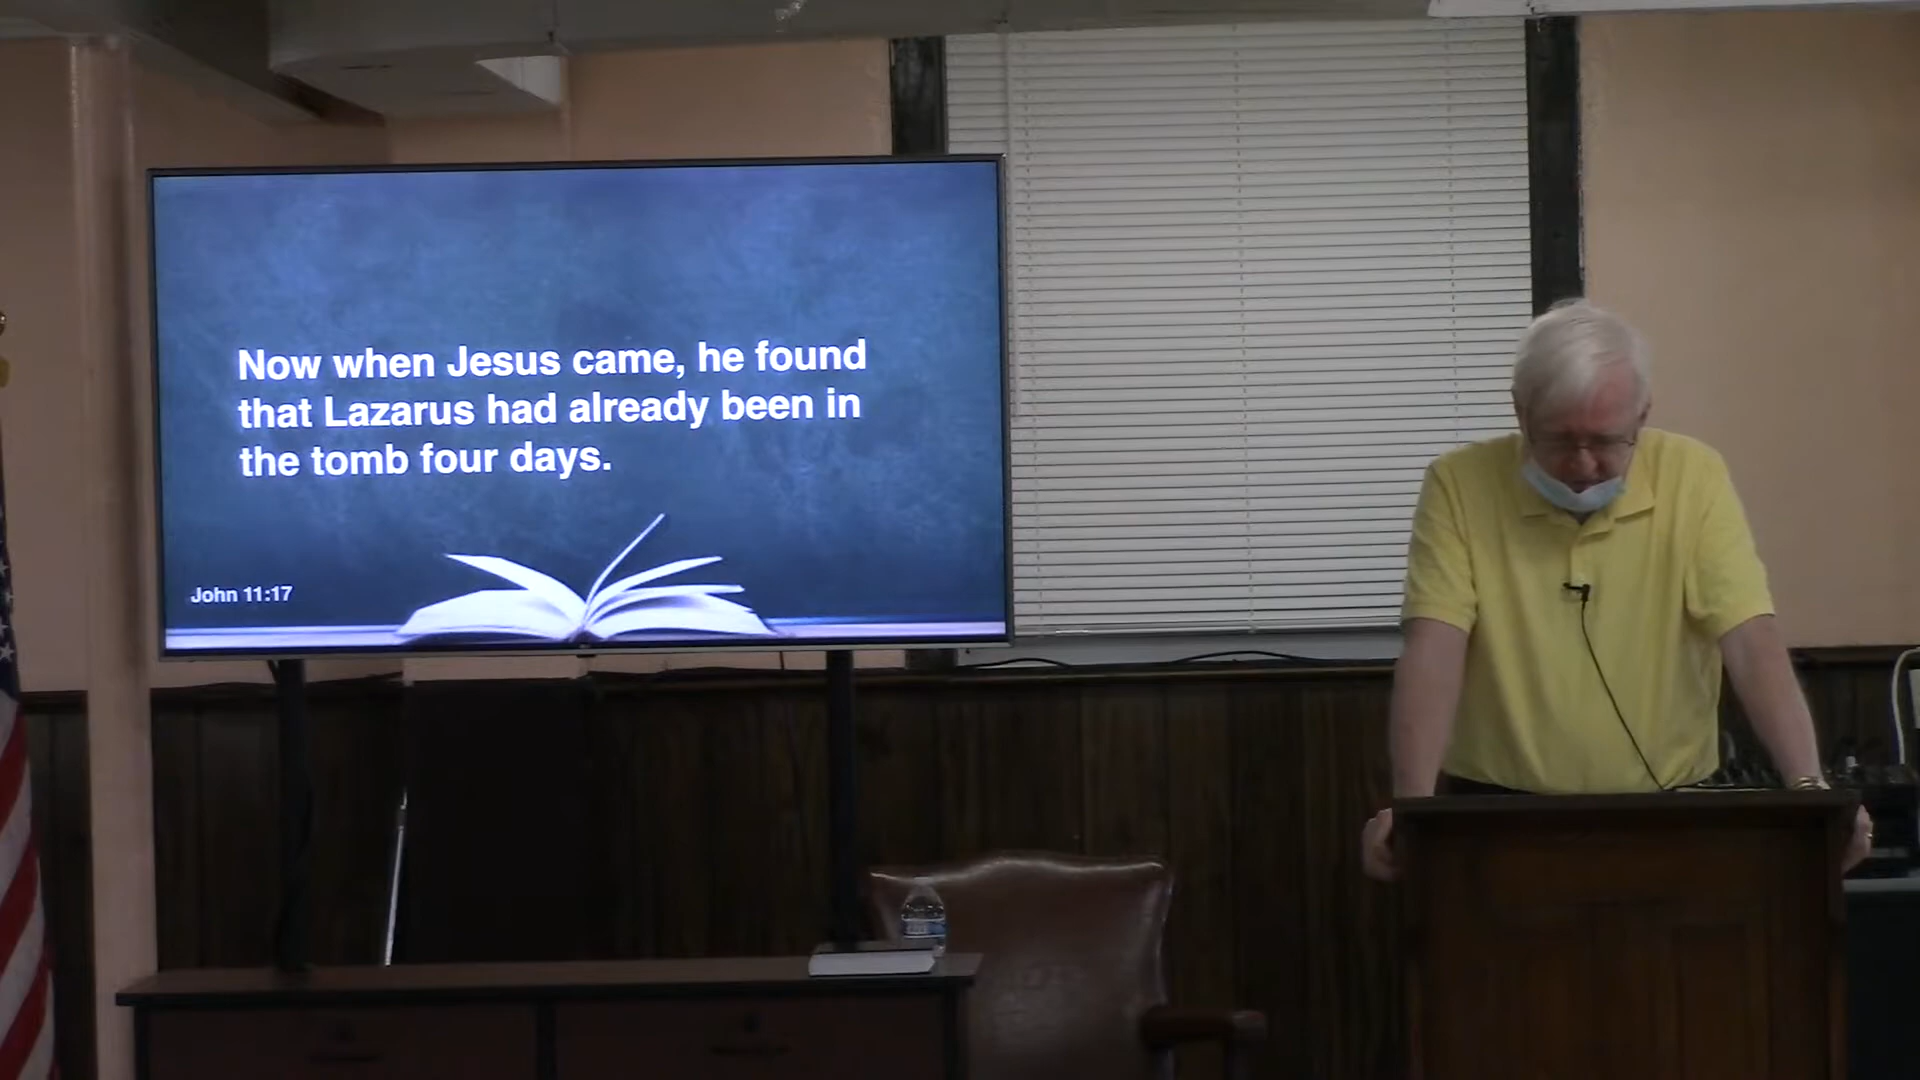 Now when Jesus came, he found
that Lazarus had already been in
the tomb four days.
John 11:17